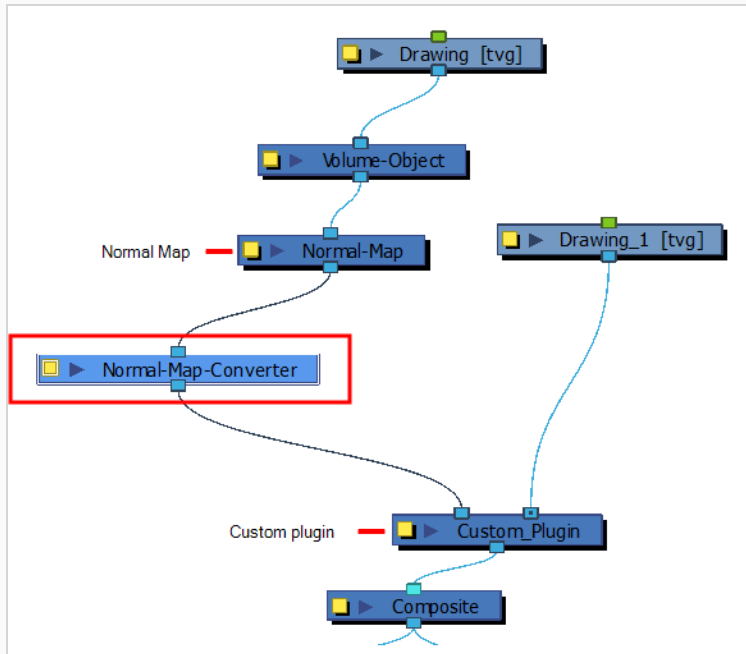 Drawing [tvg]
Volume-Object
Normal Map
Normal-Map
Drawing_1 [tvg]
Normal-Map-Converter
Custom plugin
Custom_Plugin
Composite